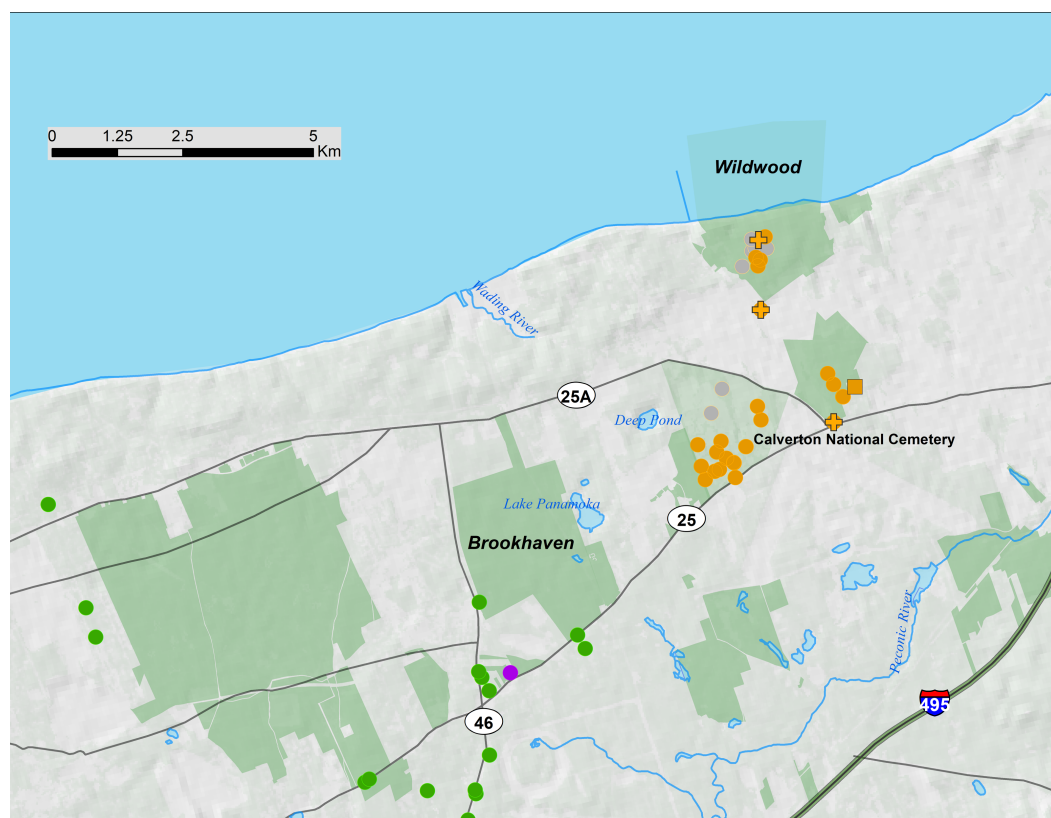 0 1.25 2.5 5
Km
Wildwood
Wading River
25A
Deep Pond
Calverton National Cemetery
Lake Panamoka
25
Brookhaven
Peconic River
495
46